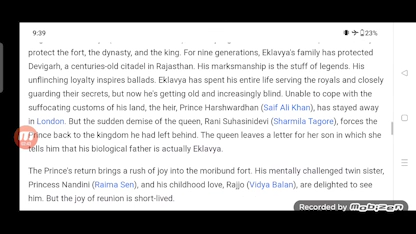 9:39
23%
protect the fort, the dynasty, and the king. For nine generations, Eklavya's family has protected
Devigarh, a centuries-old citadel in Rajasthan. His marksmanship is the stuff of legends. His
unflinching loyalty inspires ballads. Eklavya has spent his entire life serving the royals and closely
guarding their secrets, but now he's getting old and increasingly blind. Unable to cope with the
suffocating customs of his land, the heir, Prince Harshwardhan (Saif Ali Khan), has stayed away
in London. But the sudden demise of the queen, Rani Suhasinidevi (Sharmila Tagore), forces the
Prince back to the kingdom he had left behind. The queen leaves a letter for her son in which she
tells him that his biological father is actually Eklavya.
The Prince's return brings a rush of joy into the moribund fort. His mentally challenged twin sister,
Princess Nandini (Raima Sen), and his childhood love, Rajjo (Vidya Balan), are delighted to see
him. But the joy of reunion is short-lived.
Recorded by Mobizen